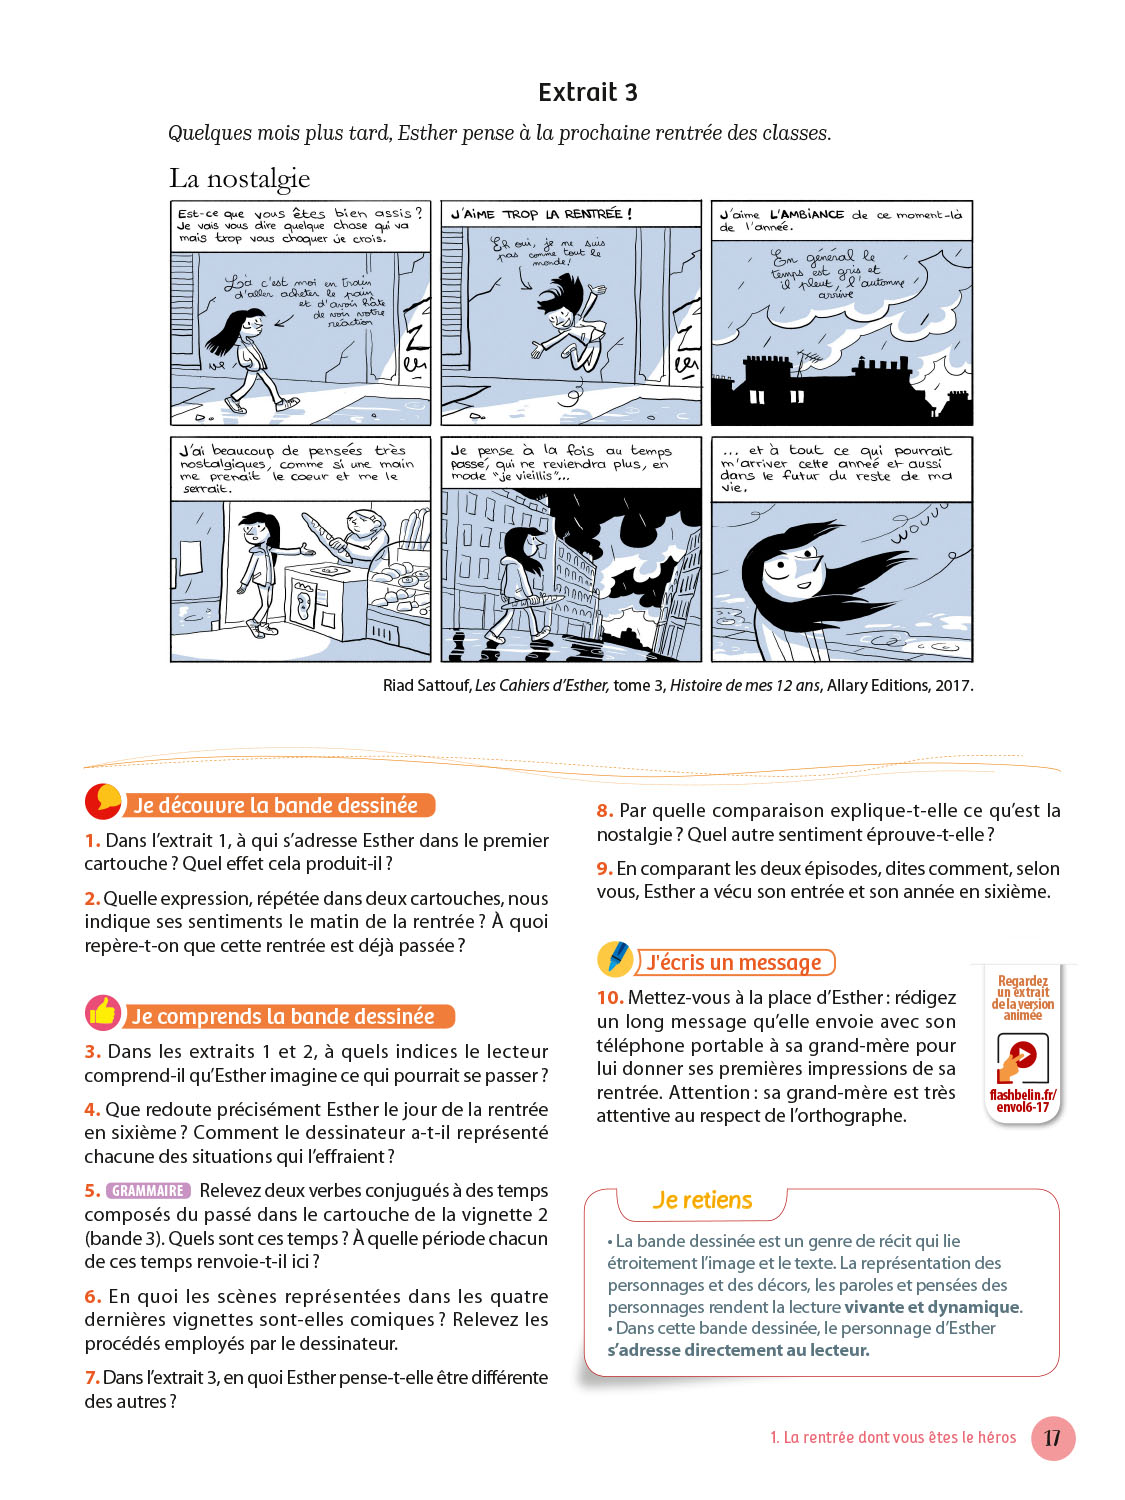 Extrait 3
Quelques mois plus tard, Esther pense à la prochaine rentrée des classes.
La nostalgie
Est-ce que vous êtes bien assis ?
Je vais vous dire quelque chose qui va
mais trop vous choquer je crois.
Là c'est moi en train
d'aller acheter le pain
et d'avoir hâte
de voir votre
réaction
J'AIME TROP LA RENTRÉE !
Eh oui, je ne suis
pas comme tout le
monde !
J'aime L'AMBIANCE de ce moment-là
de l'année.
En général le
temps est gris et
il pleut, l'automne
arrive
J'ai beaucoup de pensées très
nostalgiques, comme si une main
me prenait le coeur et me le
serrait.
Je pense à la fois au temps
passé, qui ne reviendra plus, en
mode "je vieillis"...
... et à tout ce qui pourrait
m'arriver cette année et aussi
dans le futur du reste de ma
vie.
WOUUU
Riad Sattouf, Les Cahiers d'Esther, tome 3, Histoire de mes 12 ans, Allary Editions, 2017.
Je découvre la bande dessinée
1. Dans l'extrait 1, à qui s'adresse Esther dans le premier
cartouche ? Quel effet cela produit-il ?
2. Quelle expression, répétée dans deux cartouches, nous
indique ses sentiments le matin de la rentrée ? À quoi
repère-t-on que cette rentrée est déjà passée ?
Je comprends la bande dessinée
3. Dans les extraits 1 et 2, à quels indices le lecteur
comprend-il qu'Esther imagine ce qui pourrait se passer ?
4. Que redoute précisément Esther le jour de la rentrée
en sixième ? Comment le dessinateur a-t-il représenté
chacune des situations qui l'effraient ?
5. GRAMMAIRE Relevez deux verbes conjugués à des temps
composés du passé dans le cartouche de la vignette 2
(bande 3). Quels sont ces temps ? À quelle période chacun
de ces temps renvoie-t-il ici ?
6. En quoi les scènes représentées dans les quatre
dernières vignettes sont-elles comiques ? Relevez les
procédés employés par le dessinateur.
7. Dans l'extrait 3, en quoi Esther pense-t-elle être différente
des autres ?
8. Par quelle comparaison explique-t-elle ce qu'est la
nostalgie ? Quel autre sentiment éprouve-t-elle ?
9. En comparant les deux épisodes, dites comment, selon
vous, Esther a vécu son entrée et son année en sixième.
J'écris un message
10. Mettez-vous à la place d'Esther : rédigez
un long message qu'elle envoie avec son
téléphone portable à sa grand-mère pour
lui donner ses premières impressions de sa
rentrée. Attention : sa grand-mère est très
attentive au respect de l'orthographe.
Regardez
un extrait
de la version
animée
flashbelin.fr/
envol6-17
Je retiens
• La bande dessinée est un genre de récit qui lie
étroitement l'image et le texte. La représentation des
personnages et des décors, les paroles et pensées des
personnages rendent la lecture vivante et dynamique.
• Dans cette bande dessinée, le personnage d'Esther
s'adresse directement au lecteur.
1. La rentrée dont vous êtes le héros
17